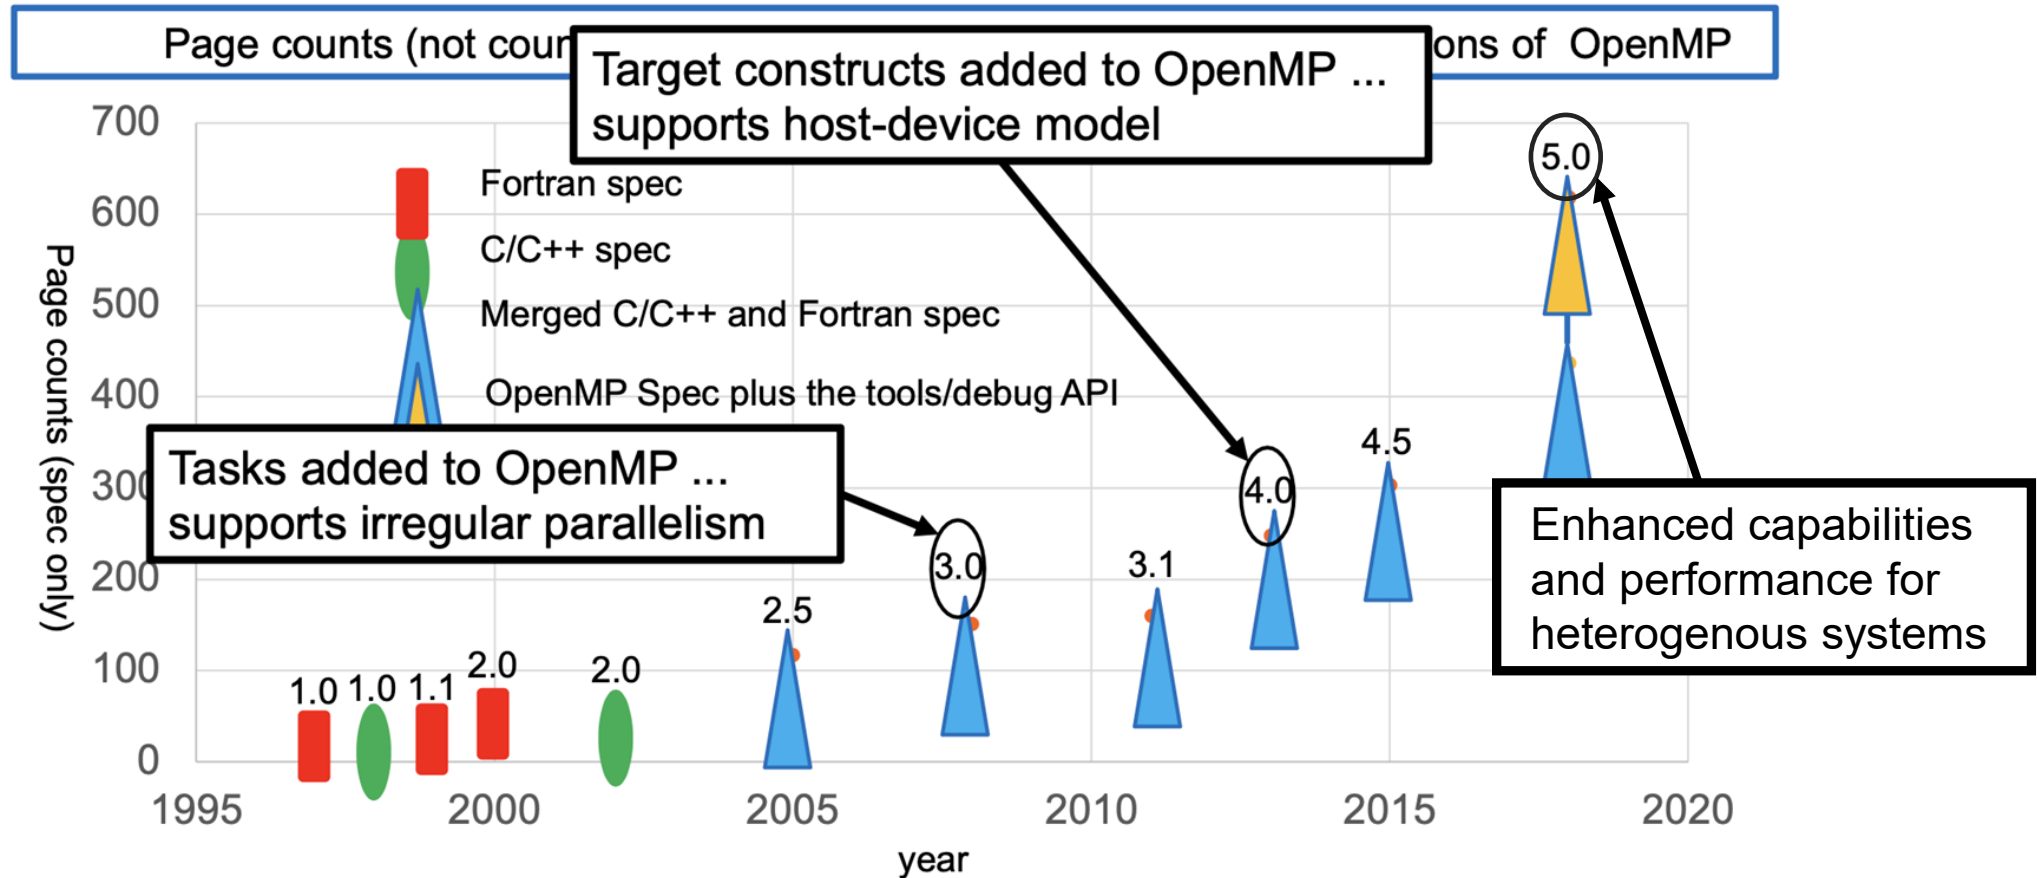 Page counts (not coun
ons of OpenMP
Target constructs added to OpenMP ...
supports host-device model
700
600
500
400
300
200
100
0
Page counts (spec only)
Fortran spec
C/C++ spec
Merged C/C++ and Fortran spec
OpenMP Spec plus the tools/debug API
Tasks added to OpenMP ...
supports irregular parallelism
1.0
1.0
1.1
2.0
2.0
2.5
3.0
3.1
4.0
4.5
5.0
Enhanced capabilities
and performance for
heterogenous systems
1995
2000
2005
2010
2015
2020
year